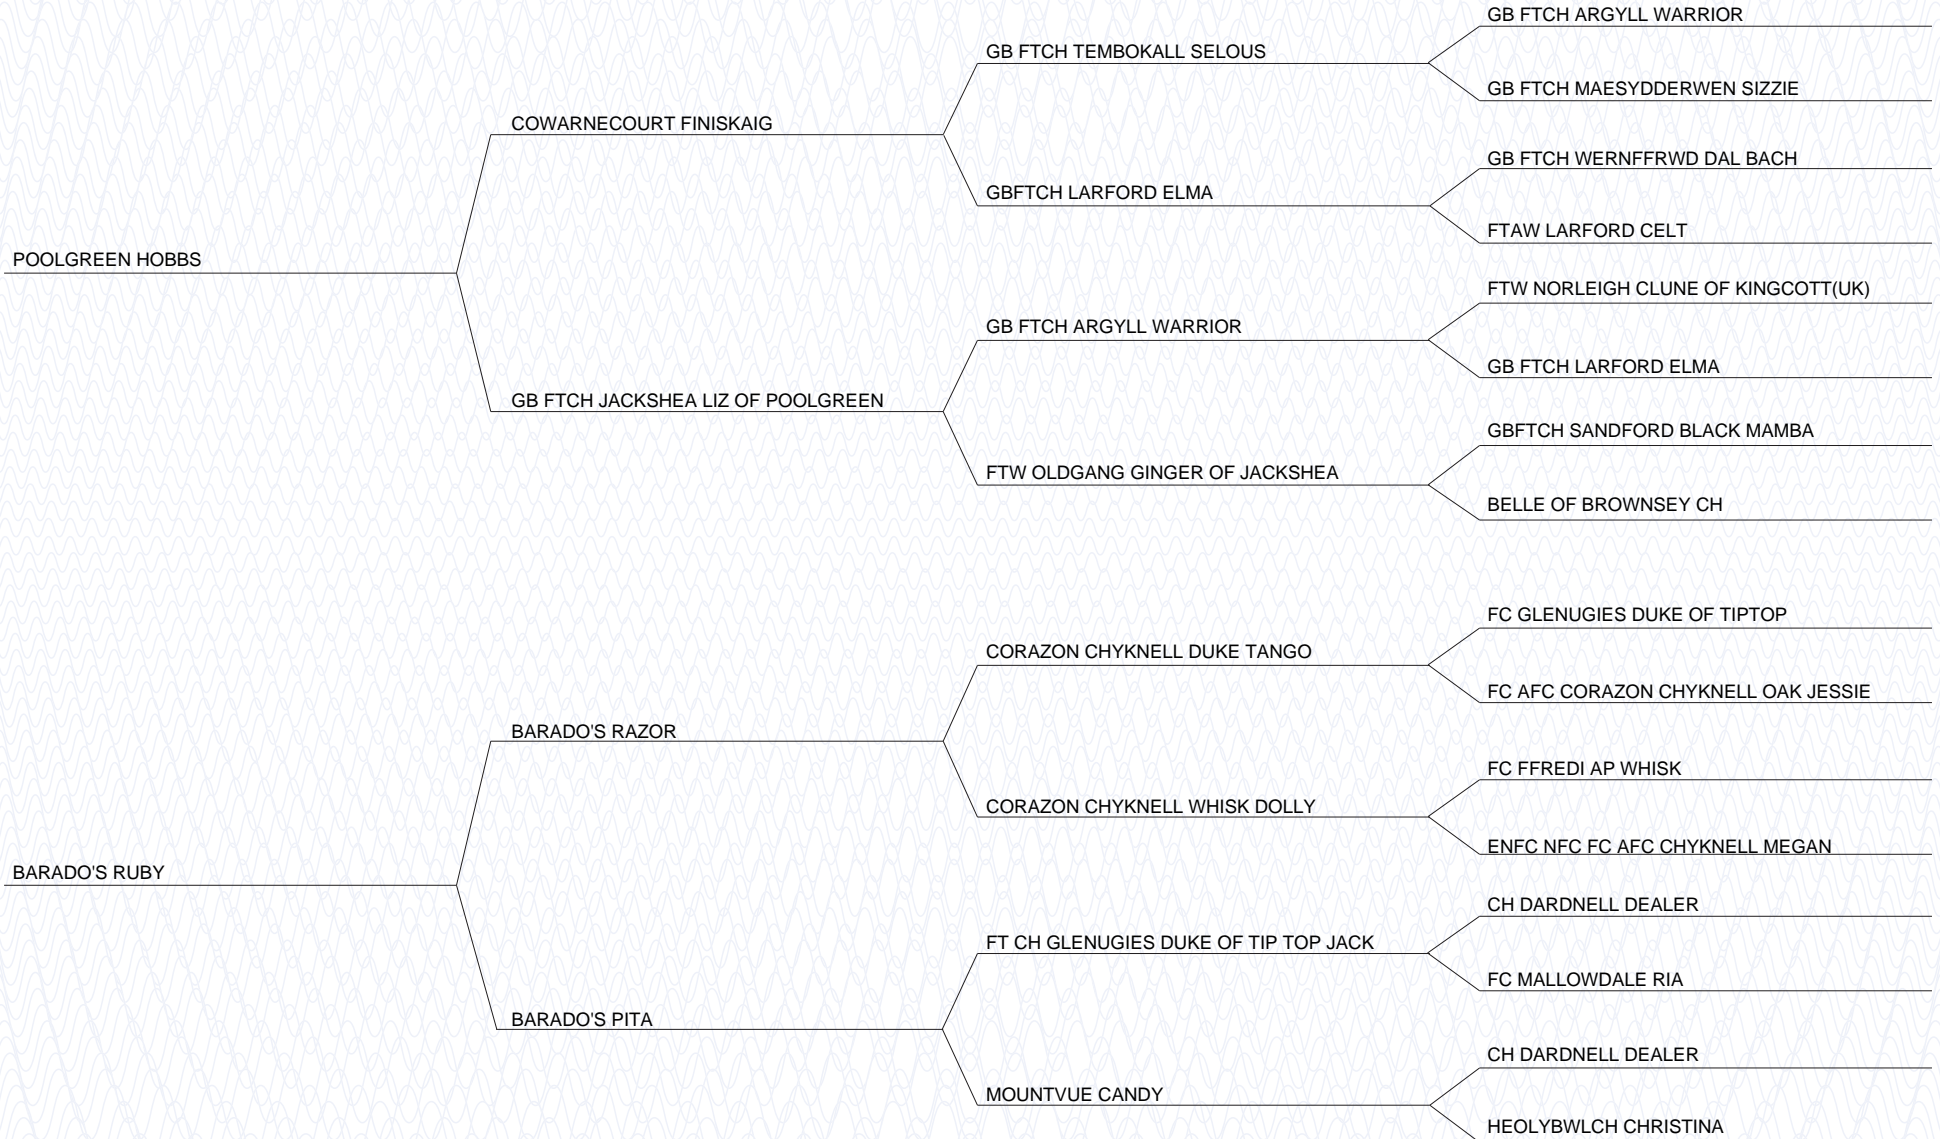 GB FTCH ARGYLL WARRIOR
GB FTCH TEMBOKALL SELOUS
GB FTCH MAESYDDERWEN SIZZIE
COWARNECOURT FINISKAIG
GB FTCH WERNFFRWD DAL BACH
GBFTCH LARFORD ELMA
FTAW LARFORD CELT
POOLGREEN HOBBS
FTW NORLEIGH CLUNE OF KINGCOTT(UK)
GB FTCH ARGYLL WARRIOR
GB FTCH LARFORD ELMA
GB FTCH JACKSHEA LIZ OF POOLGREEN
GBFTCH SANDFORD BLACK MAMBA
FTW OLDGANG GINGER OF JACKSHEA
BELLE OF BROWNSEY CH
FC GLENUGIES DUKE OF TIPTOP
CORAZON CHYKNELL DUKE TANGO
FC AFC CORAZON CHYKNELL OAK JESSIE
BARADO'S RAZOR
FC FFREDI AP WHISK
CORAZON CHYKNELL WHISK DOLLY
ENFC NFC FC AFC CHYKNELL MEGAN
BARADO'S RUBY
CH DARDNELL DEALER
FT CH GLENUGIES DUKE OF TIP TOP JACK
FC MALLOWDALE RIA
BARADO'S PITA
CH DARDNELL DEALER
MOUNTVUE CANDY
HEOLYBWLCH CHRISTINA